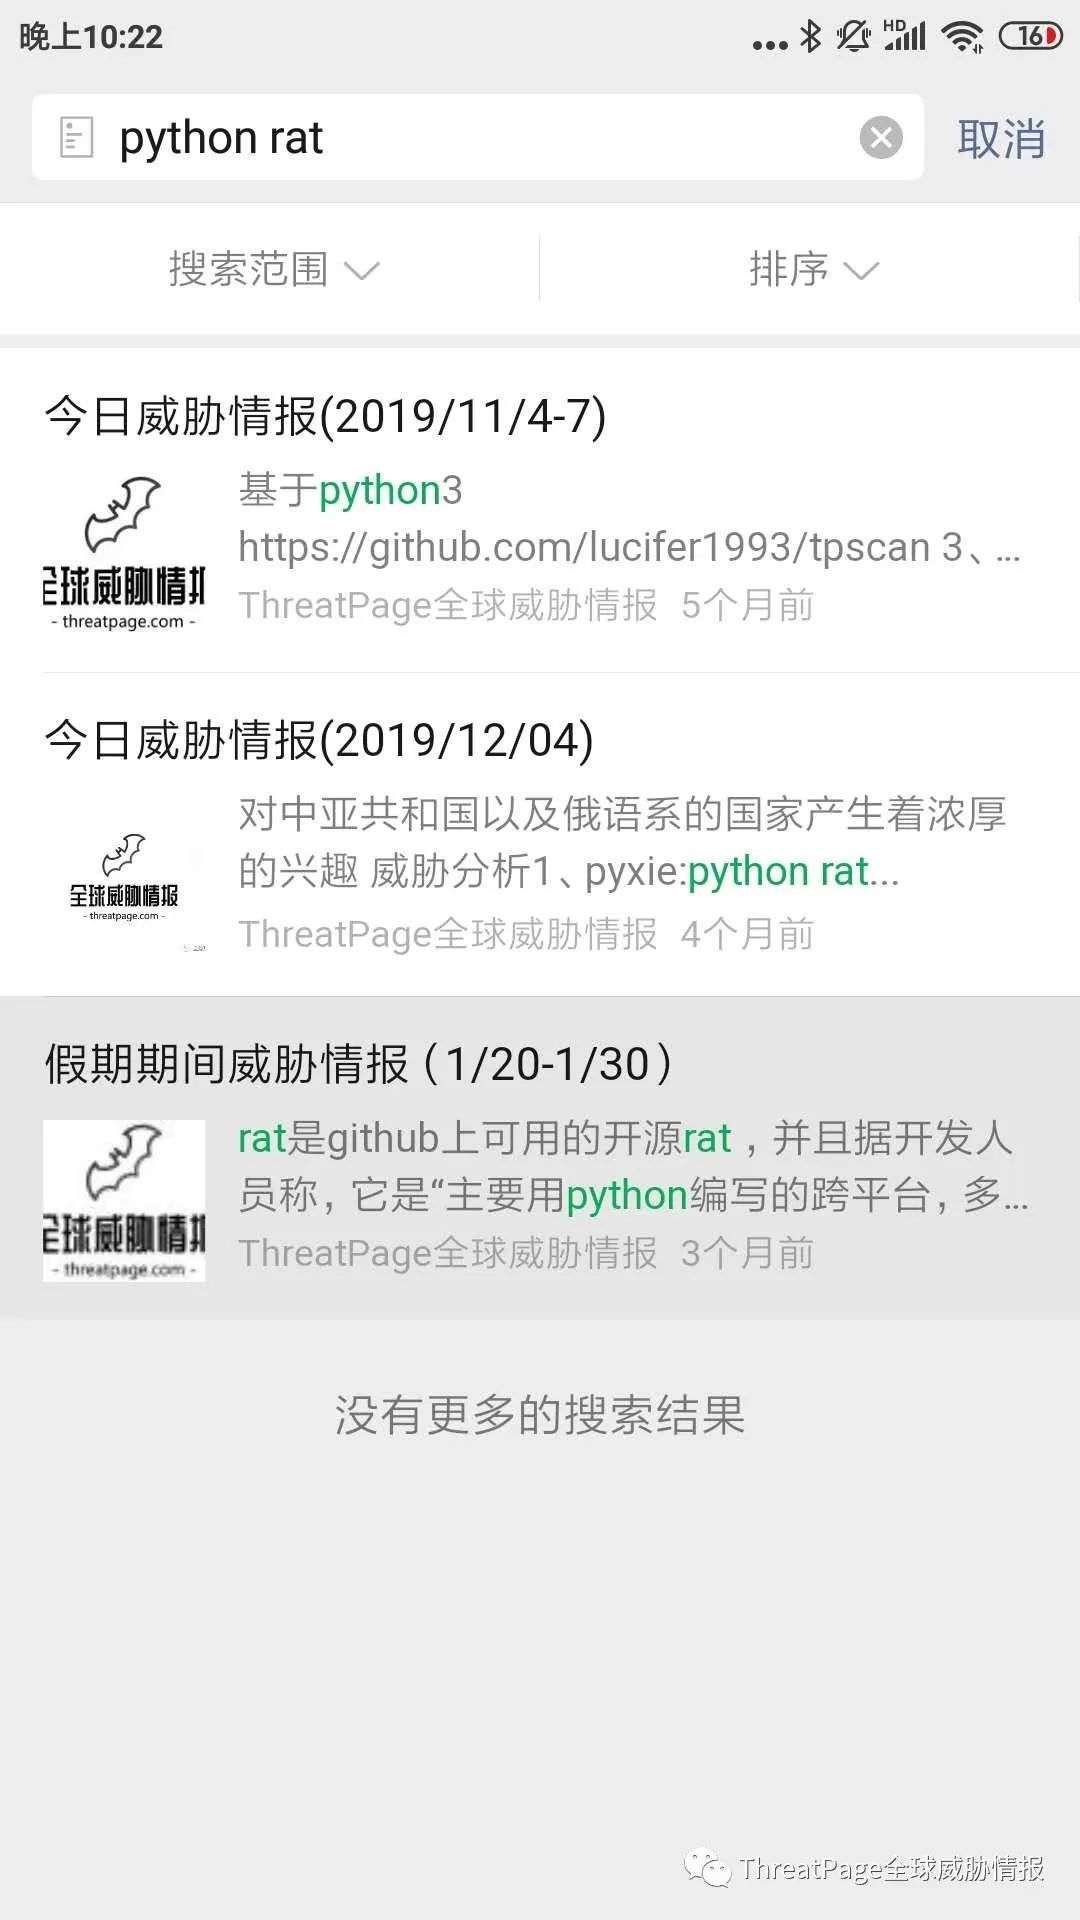 晚上10:22
HD
16
python rat
取消
搜索范围
排序
今日威胁情报(2019/11/4-7)
基于python3
https://github.com/lucifer1993/tpscan 3、...
全球威胁情报
- threatpage.com -
ThreatPage全球威胁情报 5个月前
今日威胁情报(2019/12/04)
对中亚共和国以及俄语系的国家产生着浓厚
的兴趣 威胁分析1、pyxie:python rat...
全球威胁情报
- threatpage.com -
ThreatPage全球威胁情报 4个月前
假期期间威胁情报（1/20-1/30）
rat是github上可用的开源rat，并且据开发人
员称，它是“主要用python编写的跨平台，多...
全球威胁情报
- threatpage.com -
ThreatPage全球威胁情报 3个月前
没有更多的搜索结果
ThreatPage全球威胁情报